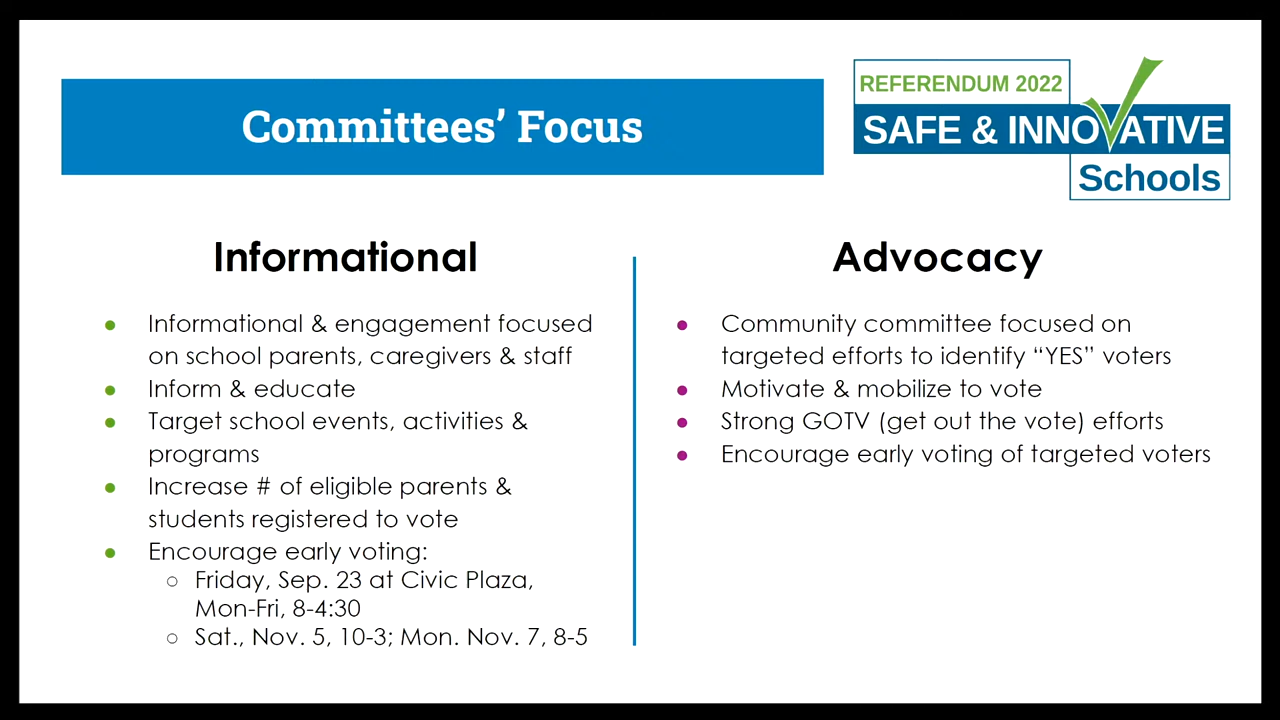 Committees’ Focus
REFERENDUM 2022
SAFE & INNOVATIVE
Schools
Informational
● Informational & engagement focused
on school parents, caregivers & staff
● Inform & educate
● Target school events, activities &
programs
● Increase # of eligible parents &
students registered to vote
● Encourage early voting:
○ Friday, Sep. 23 at Civic Plaza,
Mon-Fri, 8-4:30
○ Sat., Nov. 5, 10-3; Mon. Nov. 7, 8-5
Advocacy
● Community committee focused on
targeted efforts to identify “YES” voters
● Motivate & mobilize to vote
● Strong GOTV (get out the vote) efforts
● Encourage early voting of targeted voters